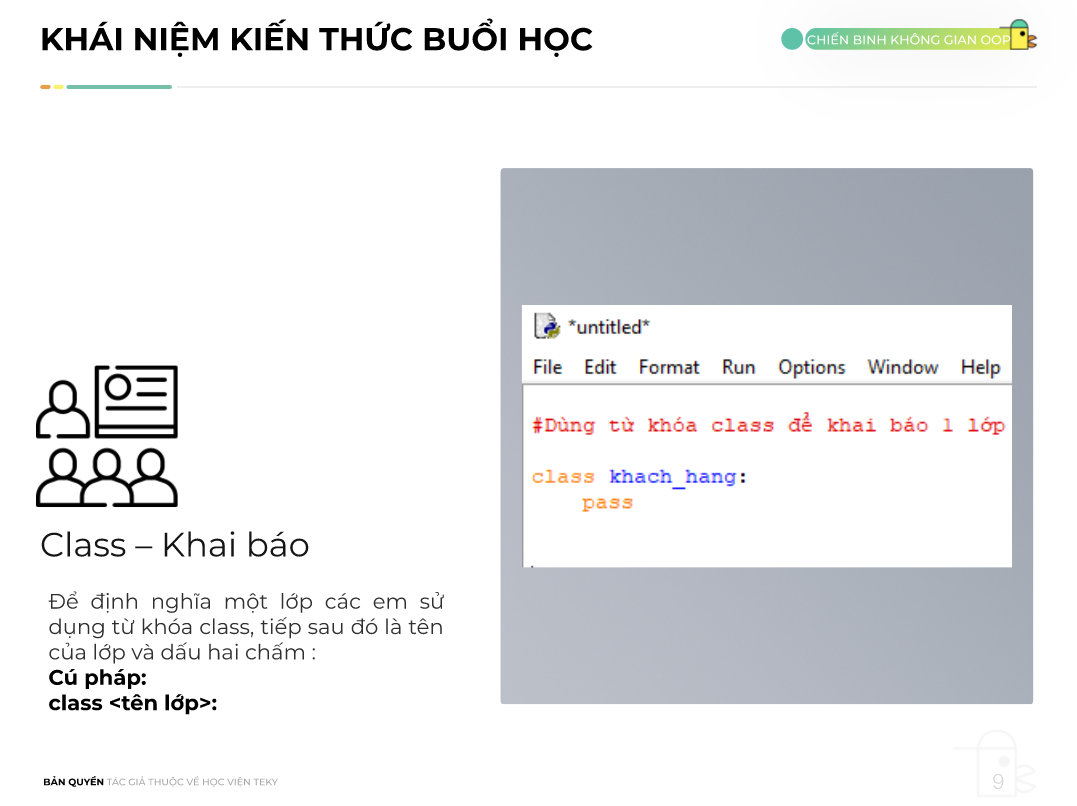 KHÁI NIỆM KIẾN THỨC BUỔI HỌC
CHIẾN BINH KHÔNG GIAN OOP
*untitled*
File Edit Format Run Options Window Help
#Dùng từ khóa class để khai báo 1 lớp
class khach_hang:
pass
Class – Khai báo
Để định nghĩa một lớp các em sử
dụng từ khóa class, tiếp sau đó là tên
của lớp và dấu hai chấm :
Cú pháp:
class <tên lớp>:
BẢN QUYỀN TÁC GIẢ THUỘC VỀ HỌC VIỆN TEKY
9